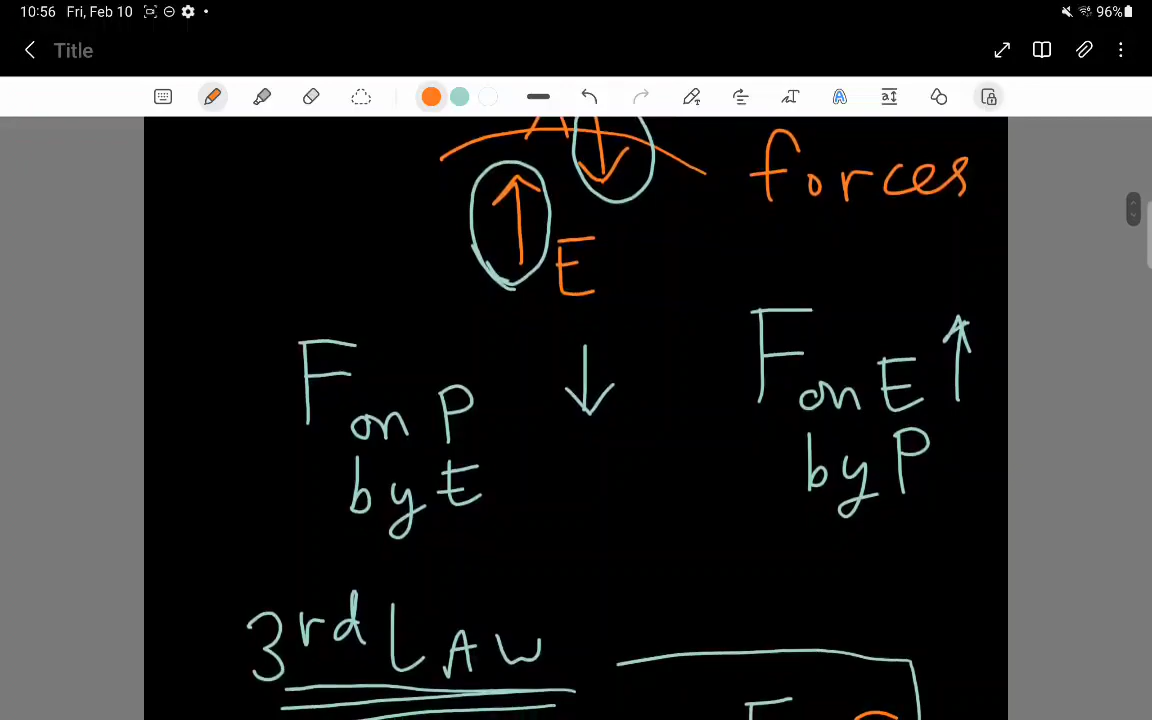 10:56 Fri, Feb 10
96%
Title
forces
E
F on P by E ↓
F on E by P ↑
3rd LAW
F